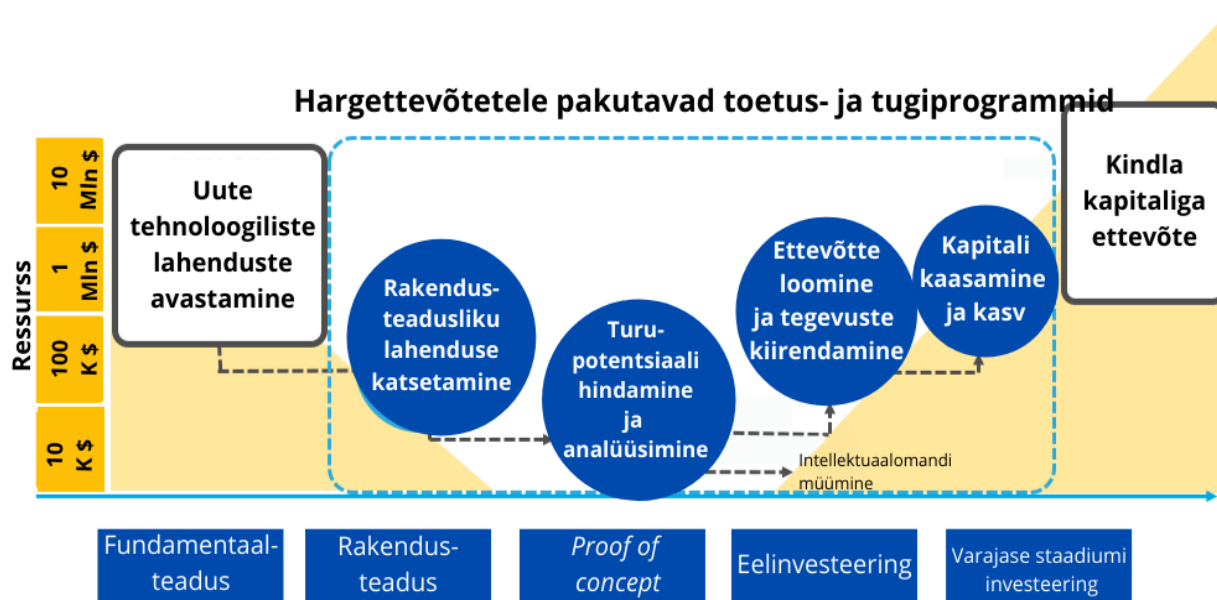 Hargettevõtetele pakutavad toetus- ja tugiprogrammid
Ressurss
10
Mln $
1
Mln $
100
K $
10
K $
Uute
tehnoloogiliste
lahenduste
avastamine
Rakendus-
teadusliku
lahenduse
katsetamine
Turu-
potentsiaali
hindamine
ja
analüüsimine
Ettevõtte
loomine
ja tegevuste
kiirendamine
Kapitali
kaasamine
ja kasv
Kindla
kapitaliga
ettevõte
Intellektuaalomandi
müümine
Fundamentaal-
teadus
Rakendus-
teadus
Proof of
concept
Eelinvesteering
Varajase staadiumi
investeering